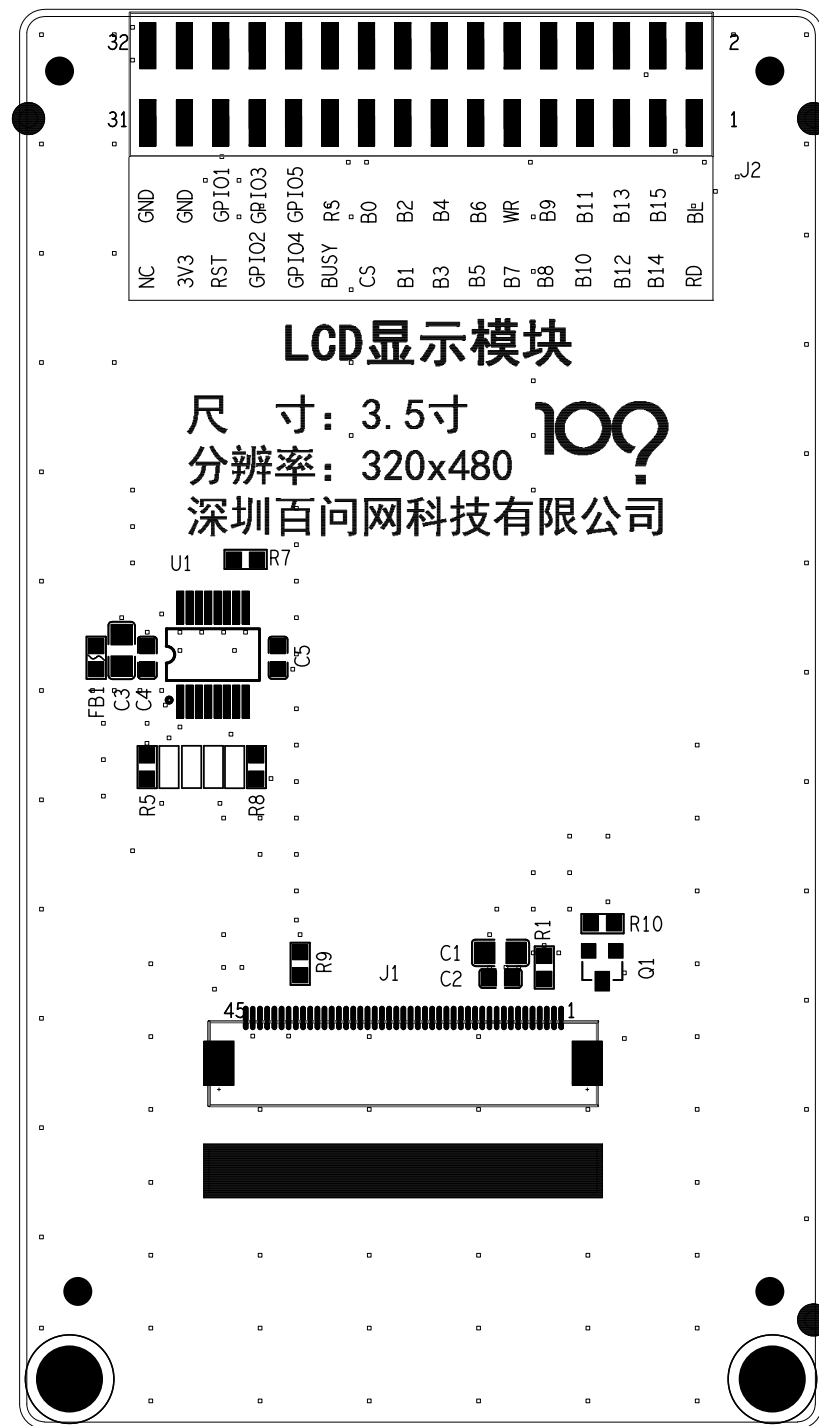 32 2
31 1
J2
GND GND GPIO1 GPIO3 GPIO5 RS B0 B2 B4 B6 WR B9 B11 B13 B15 BL
NC 3V3 RST GPIO2 GPIO4 BUSY CS B1 B3 B5 B7 B8 B10 B12 B14 RD
LCD显示模块
尺 寸：3.5寸
分辨率：320x480
深圳百问网科技有限公司
100?
U1 R7
FB1 C3 C4 C5
R5 R8
R9 J1 C1 R1 R10
C2 Q1
45 1